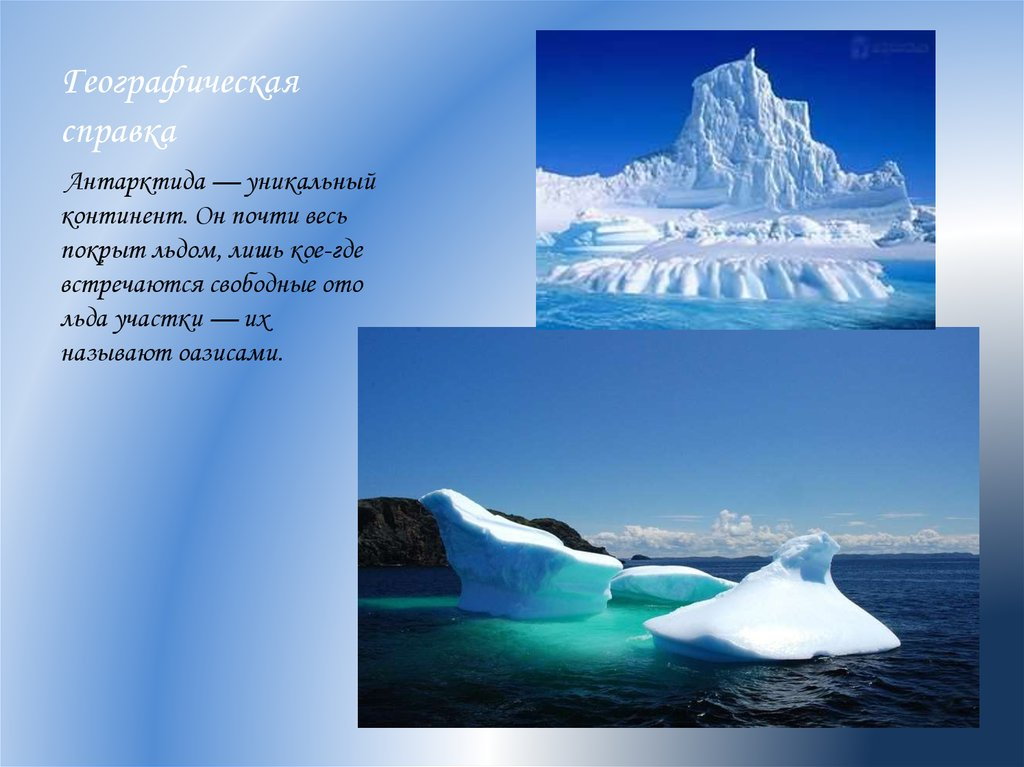 Географическая
справка
Антарктида — уникальный
континент. Он почти весь
покрыт льдом, лишь кое-где
встречаются свободные ото
льда участки — их
называют оазисами.